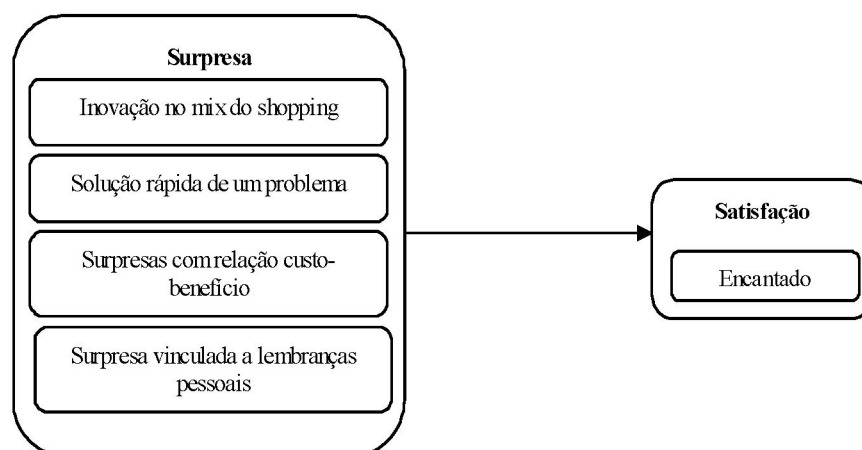 Surpresa
Inovação no mix do shopping
Solução rápida de um problema
Surpresas com relação custo-
benefício
Surpresa vinculada a lembranças
pessoais
Satisfação
Encantado